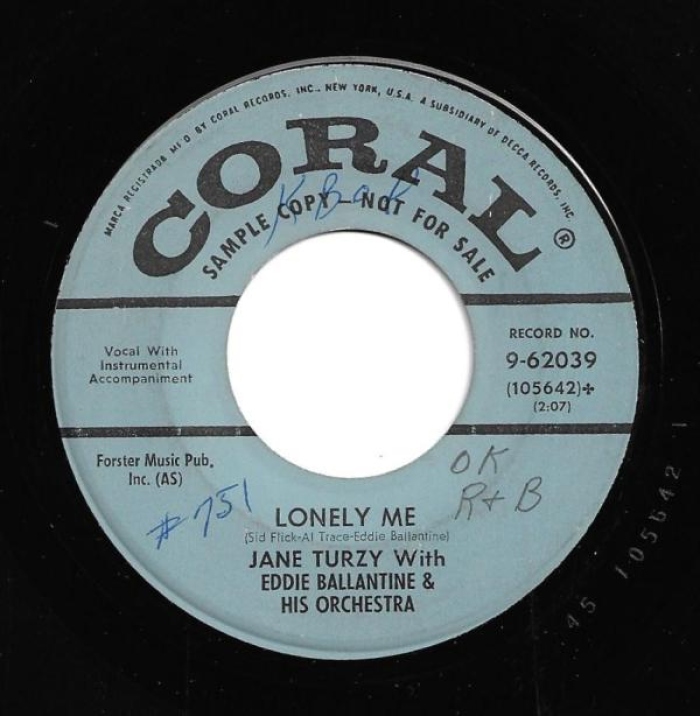 MARCA REGISTRADA MF'D BY CORAL RECORDS, INC., NEW YORK, U.S.A. A SUBSIDIARY OF DECCA RECORDS, INC.
CORAL ®
SAMPLE COPY - NOT FOR SALE
Vocal With
Instrumental
Accompaniment
RECORD NO.
9-62039
(105642)✤
(2:07)
Forster Music Pub.
Inc. (AS)
#751
OK
R+B
LONELY ME
(Sid Flick-Al Trace-Eddie Ballantine)
JANE TURZY With
EDDIE BALLANTINE &
HIS ORCHESTRA
45 105642